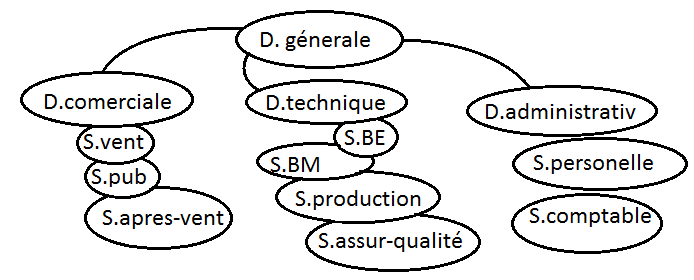 D. génerale
D.comerciale
D.technique
D.administrativ
S.vent
S.BE
S.pub
S.BM
S.personelle
S.apres-vent
S.production
S.comptable
S.assur-qualité